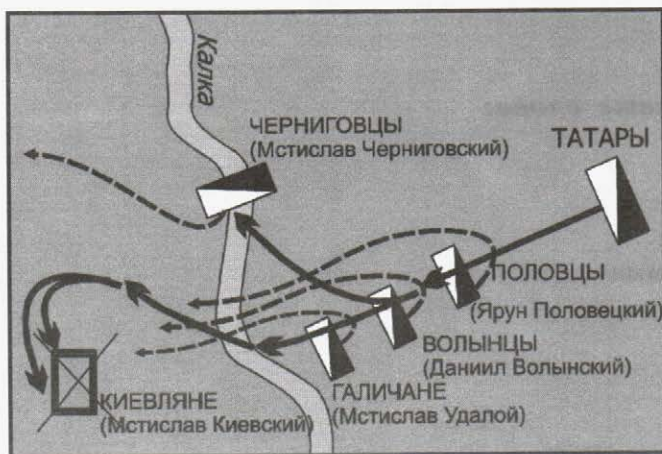 Калка
ЧЕРНИГОВЦЫ
(Мстислав Черниговский)
ТАТАРЫ
ПОЛОВЦЫ
(Ярун Половецкий)
ВОЛЫНЦЫ
(Даниил Волынский)
ГАЛИЧАНЕ
(Мстислав Удалой)
КИЕВЛЯНЕ
(Мстислав Киевский)